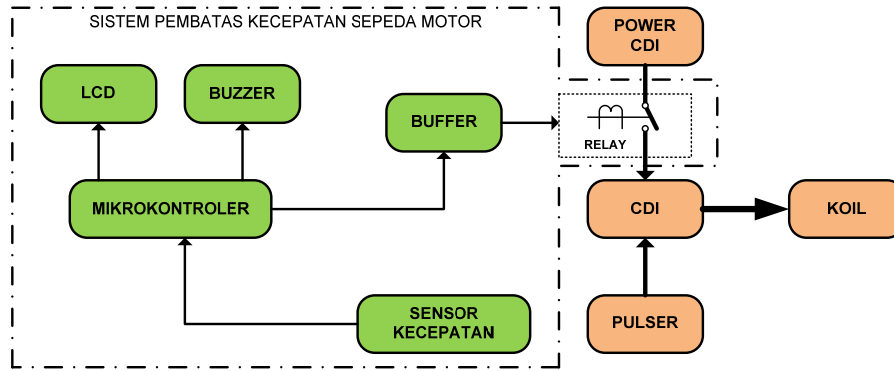 SISTEM PEMBATAS KECEPATAN SEPEDA MOTOR
POWER
CDI
LCD
BUZZER
BUFFER
RELAY
MIKROKONTROLER
CDI
KOIL
SENSOR
KECEPATAN
PULSER